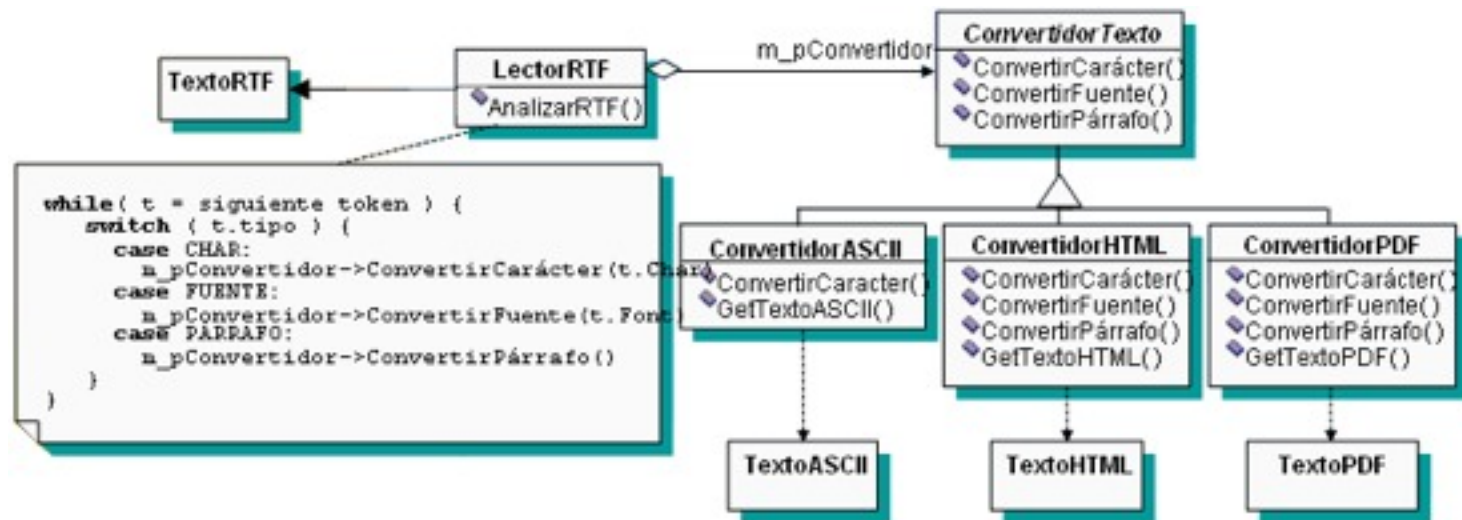 TextoRTF
LectorRTF
AnalizarRTF()
m_pConvertidor
ConvertidorTexto
ConvertirCarácter()
ConvertirFuente()
ConvertirPárrafo()
while( t = siguiente token ) {
switch ( t.tipo ) {
case CHAR:
m_pConvertidor->ConvertirCarácter(t.Char)
case FUENTE:
m_pConvertidor->ConvertirFuente(t.Font)
case PARRAFO:
m_pConvertidor->ConvertirPárrafo()
}
}
ConvertidorASCII
ConvertirCaracter()
GetTextoASCII()
ConvertidorHTML
ConvertirCarácter()
ConvertirFuente()
ConvertirPárrafo()
GetTextoHTML()
ConvertidorPDF
ConvertirCarácter()
ConvertirFuente()
ConvertirPárrafo()
GetTextoPDF()
TextoASCII
TextoHTML
TextoPDF